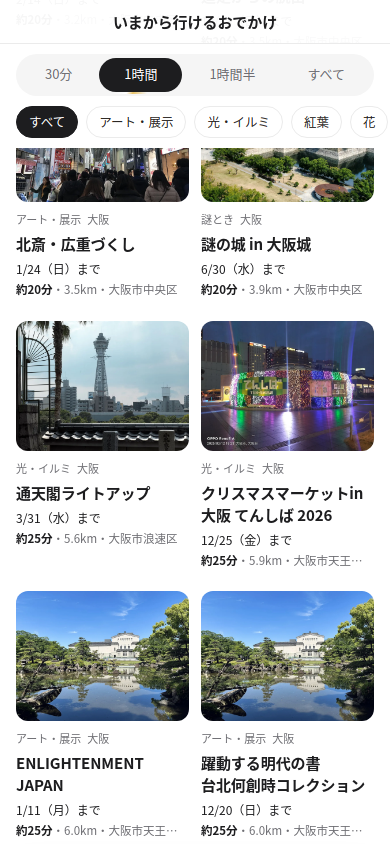 いまから行けるおでかけ
30分
1時間
1時間半
すべて
すべて
アート・展示
光・イルミ
紅葉
花
アート・展示 大阪
北斎・広重づくし
1/24（日）まで
約20分・3.5km・大阪市中央区
謎とき 大阪
謎の城 in 大阪城
6/30（水）まで
約20分・3.9km・大阪市中央区
光・イルミ 大阪
通天閣ライトアップ
3/31（水）まで
約25分・5.6km・大阪市浪速区
てんしば
光・イルミ 大阪
クリスマスマーケットin
大阪 てんしば 2026
12/25（金）まで
約25分・5.9km・大阪市天王…
アート・展示 大阪
ENLIGHTENMENT
JAPAN
1/11（月）まで
約25分・6.0km・大阪市天王…
アート・展示 大阪
躍動する明代の書
台北何創時コレクション
12/20（日）まで
約25分・6.0km・大阪市天王…